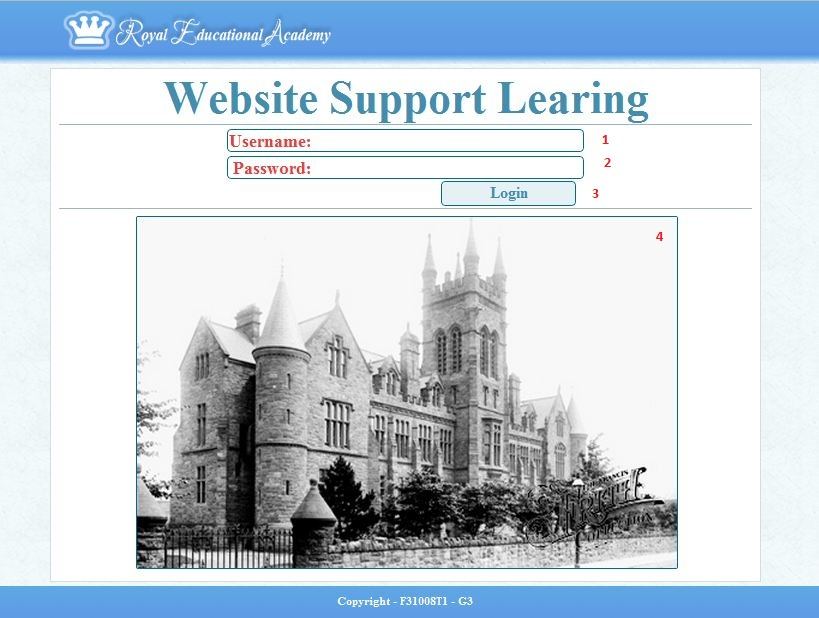 Royal Educational Academy
Website Support Learing
Username:
1
Password:
2
Login
3
4
Copyright - F31008T1 - G3